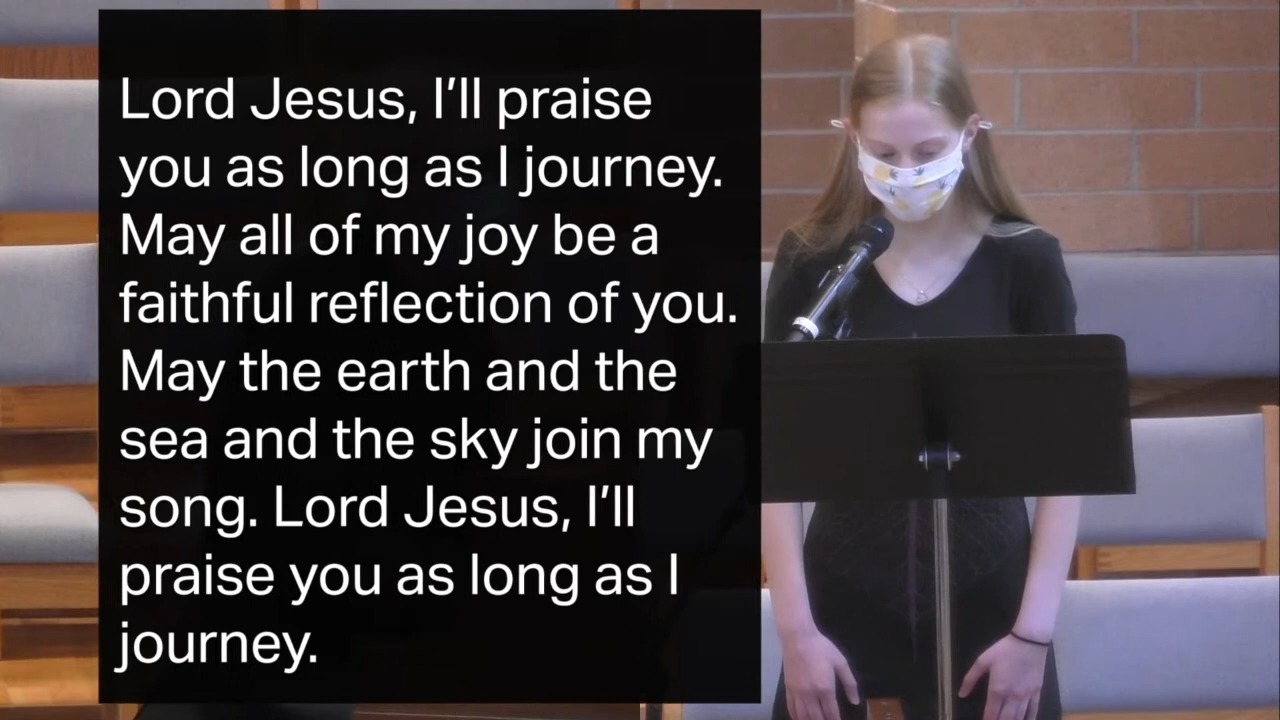 Lord Jesus, I’ll praise
you as long as I journey.
May all of my joy be a
faithful reflection of you.
May the earth and the
sea and the sky join my
song. Lord Jesus, I’ll
praise you as long as I
journey.